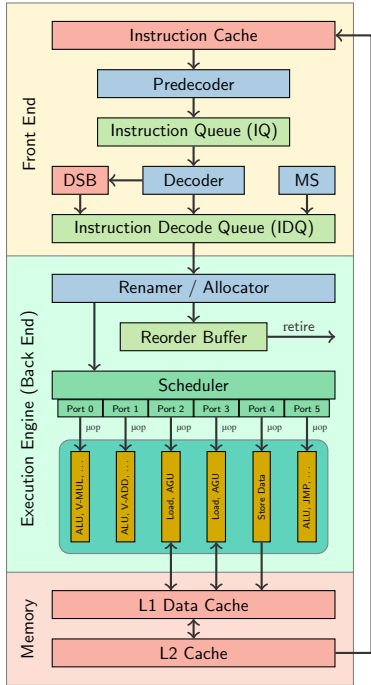 Front End
Instruction Cache
Predecoder
Instruction Queue (IQ)
DSB
Decoder
MS
Instruction Decode Queue (IDQ)
Execution Engine (Back End)
Renamer / Allocator
Reorder Buffer
retire
Scheduler
Port 0
Port 1
Port 2
Port 3
Port 4
Port 5
µop
µop
µop
µop
µop
µop
ALU, V-MUL, . . .
ALU, V-ADD, . . .
Load, AGU
Load, AGU
Store Data
ALU, JMP, . . .
Memory
L1 Data Cache
L2 Cache